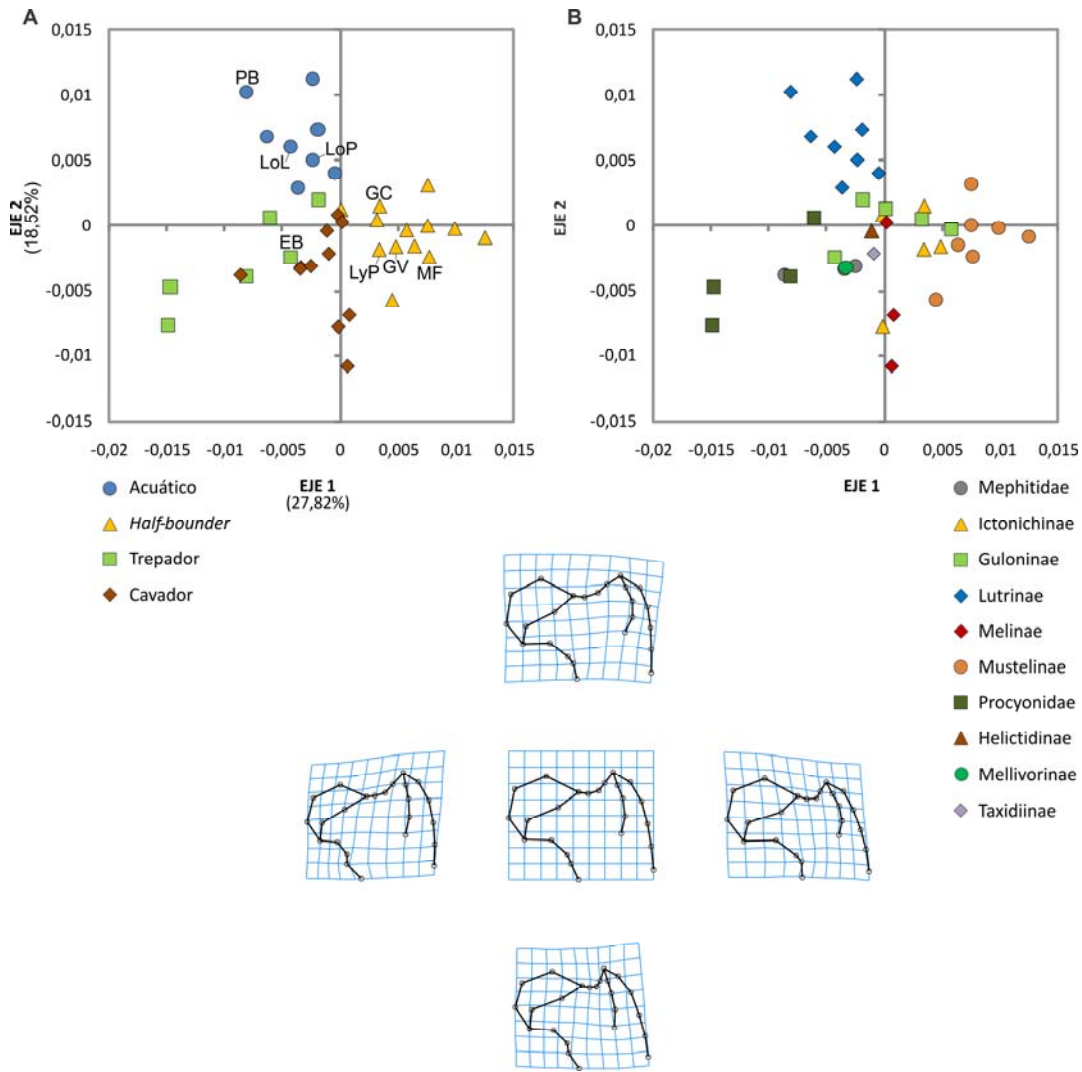 A
B
0,015
0,01
0,005
0
-0,005
-0,01
-0,015
EJE 2
(18,52%)
PB
LoL
LoP
GC
EB
LyP
GV
MF
-0,02 -0,015 -0,01 -0,005 0 0,005 0,01 0,015
EJE 1
(27,82%)
0,015
0,01
0,005
0
-0,005
-0,01
-0,015
EJE 2
-0,02 -0,015 -0,01 -0,005 0 0,005 0,01 0,015
EJE 1
Acuático
Half-bounder
Trepador
Cavador
Mephitidae
Ictonichinae
Guloninae
Lutrinae
Melinae
Mustelinae
Procyonidae
Helictidinae
Mellivorinae
Taxidiinae